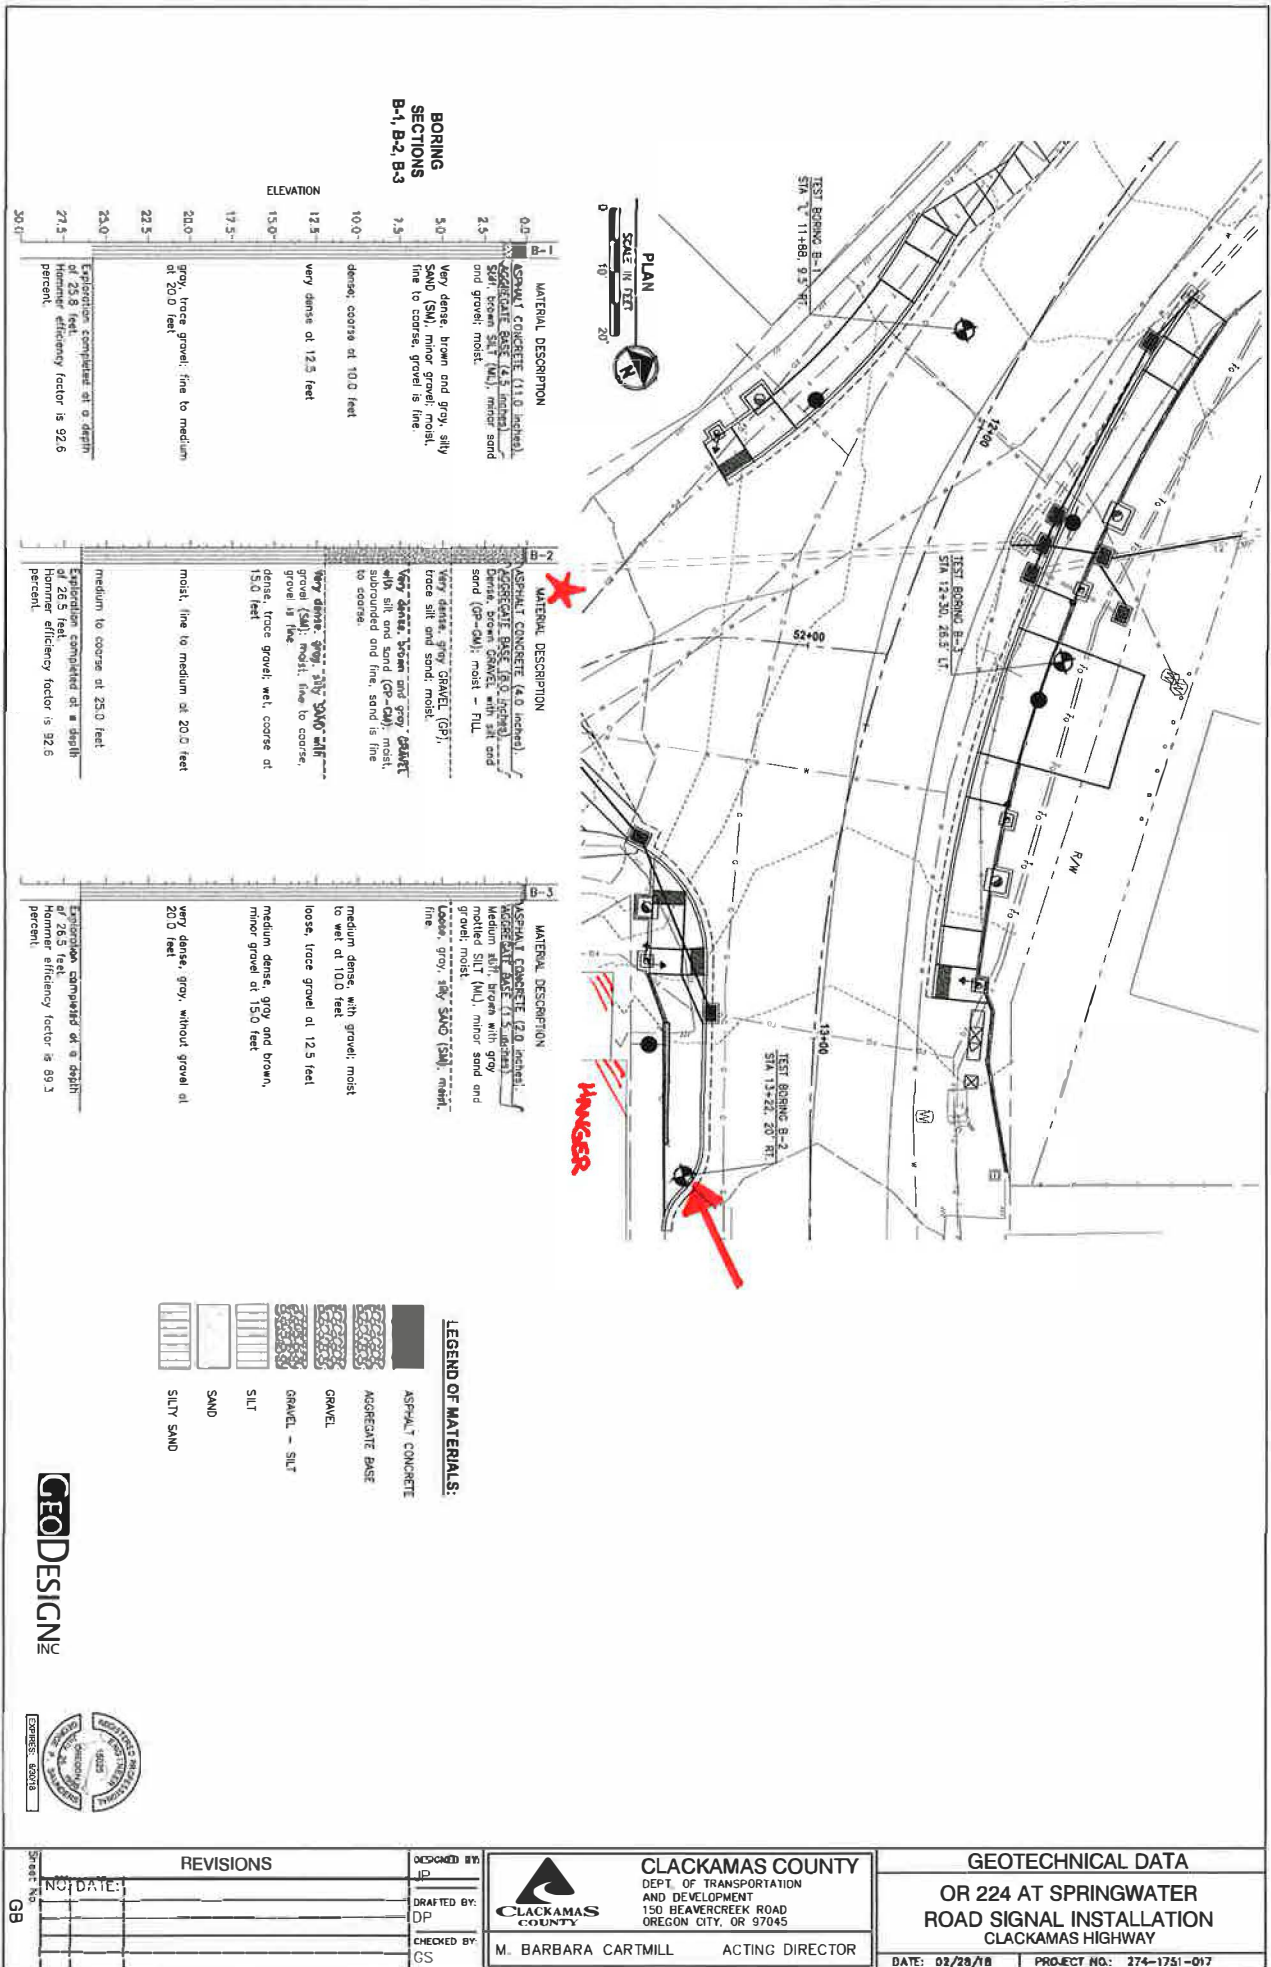 TEST BORING B-1
STA "L" 11+88, 9.5' RT.
PLAN
SCALE IN FEET
0 10' 20'
N
12+00
TEST BORING B-3
STA 12+30, 26.5' LT.
52+00
R/W
13+00
TEST BORING B-2
STA 13+22, 20' RT.
HANGER
BORING
SECTIONS
B-1, B-2, B-3
ELEVATION
0.0
2.5
5.0
7.5
10.0
12.5
15.0
17.5
20.0
22.5
25.0
27.5
30.0
B-1
MATERIAL DESCRIPTION
ASPHALT CONCRETE (11.0 inches).
AGGREGATE BASE (4.5 inches).
Stiff, brown SILT (ML), minor sand
and gravel; moist.
Very dense, brown and gray, silty
SAND (SM), minor gravel; moist,
fine to coarse, gravel is fine.
dense; coarse at 10.0 feet
very dense at 12.5 feet
gray, trace gravel; fine to medium
at 20.0 feet
Exploration completed at a depth
of 25.8 feet.
Hammer efficiency factor is 92.6
percent.
B-2
MATERIAL DESCRIPTION
ASPHALT CONCRETE (4.0 inches).
AGGREGATE BASE (8.0 inches).
Dense, brown GRAVEL with silt and
sand (GP-GM); moist - FILL
Very dense, gray GRAVEL (GP),
trace silt and sand; moist.
Very dense, brown and gray GRAVEL
with silt and sand (GP-GM); moist,
subrounded and fine, sand is fine
to coarse.
Very dense, gray, silty SAND with
gravel (SM); moist, fine to coarse,
gravel is fine.
dense, trace gravel; wet, coarse at
15.0 feet
moist, fine to medium at 20.0 feet
medium to coarse at 25.0 feet
Exploration completed at a depth
of 26.5 feet.
Hammer efficiency factor is 92.6
percent.
B-3
MATERIAL DESCRIPTION
ASPHALT CONCRETE (2.0 inches).
AGGREGATE BASE (1.5 inches).
Medium stiff, brown with gray
mottled SILT (ML), minor sand and
gravel; moist.
Loose, gray, silty SAND (SM); moist,
fine.
medium dense, with gravel; moist
to wet at 10.0 feet
loose, trace gravel at 12.5 feet
medium dense, gray and brown,
minor gravel at 15.0 feet
very dense, gray, without gravel at
20.0 feet
Exploration completed at a depth
of 26.5 feet.
Hammer efficiency factor is 89.3
percent.
LEGEND OF MATERIALS:
ASPHALT CONCRETE
AGGREGATE BASE
GRAVEL
GRAVEL - SILT
SILT
SAND
SILTY SAND
GEODESIGN INC
REGISTERED PROFESSIONAL
ENGINEER
OREGON
GEORGE P. SAUNDERS
EXPIRES: 6/30/18
Sheet No.
GB
REVISIONS
NO. DATE:
DESIGNED BY:
JP
DRAFTED BY:
DP
CHECKED BY:
GS
CLACKAMAS
COUNTY
CLACKAMAS COUNTY
DEPT. OF TRANSPORTATION
AND DEVELOPMENT
150 BEAVERCREEK ROAD
OREGON CITY, OR 97045
M. BARBARA CARTMILL ACTING DIRECTOR
GEOTECHNICAL DATA
OR 224 AT SPRINGWATER
ROAD SIGNAL INSTALLATION
CLACKAMAS HIGHWAY
DATE: 02/28/18 PROJECT NO.: 274-1751-017